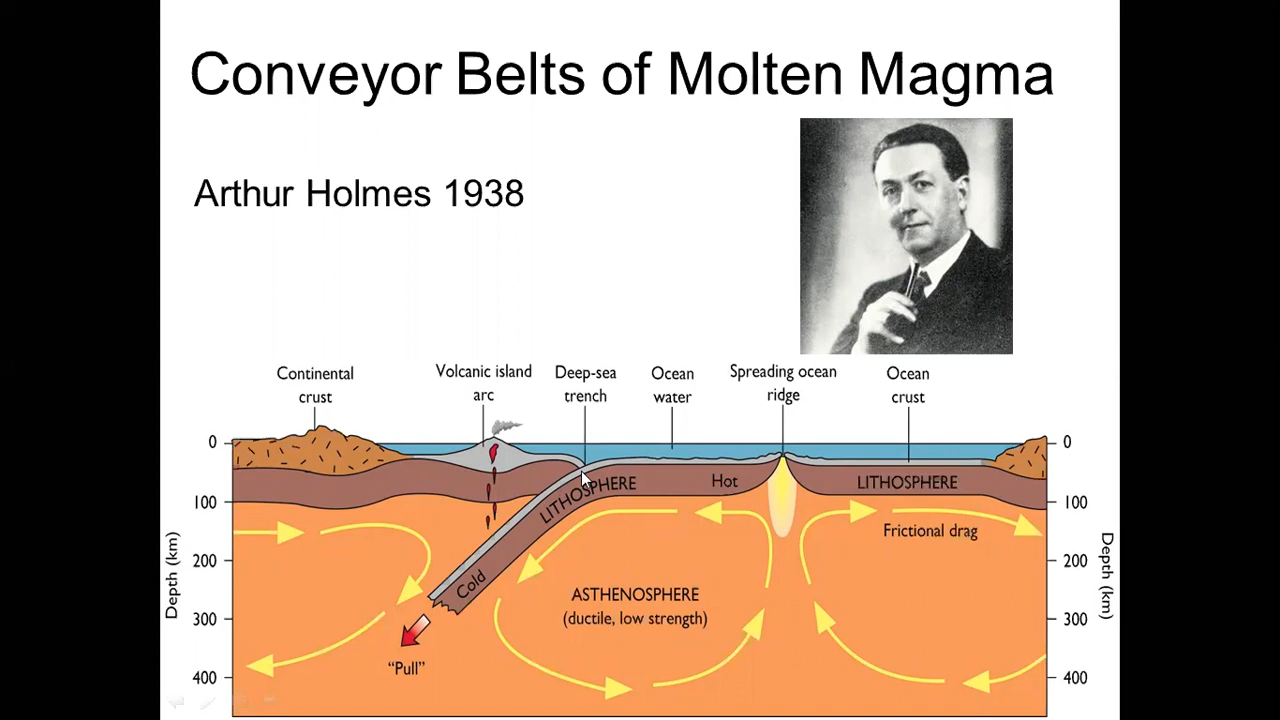 Conveyor Belts of Molten Magma
Arthur Holmes 1938
Continental
crust
Volcanic island
arc
Deep-sea
trench
Ocean
water
Spreading ocean
ridge
Ocean
crust
0
0
LITHOSPHERE
Hot
LITHOSPHERE
100
100
Frictional drag
200
200
Depth (km)
Depth (km)
Cold
ASTHENOSPHERE
(ductile, low strength)
300
300
“Pull”
400
400